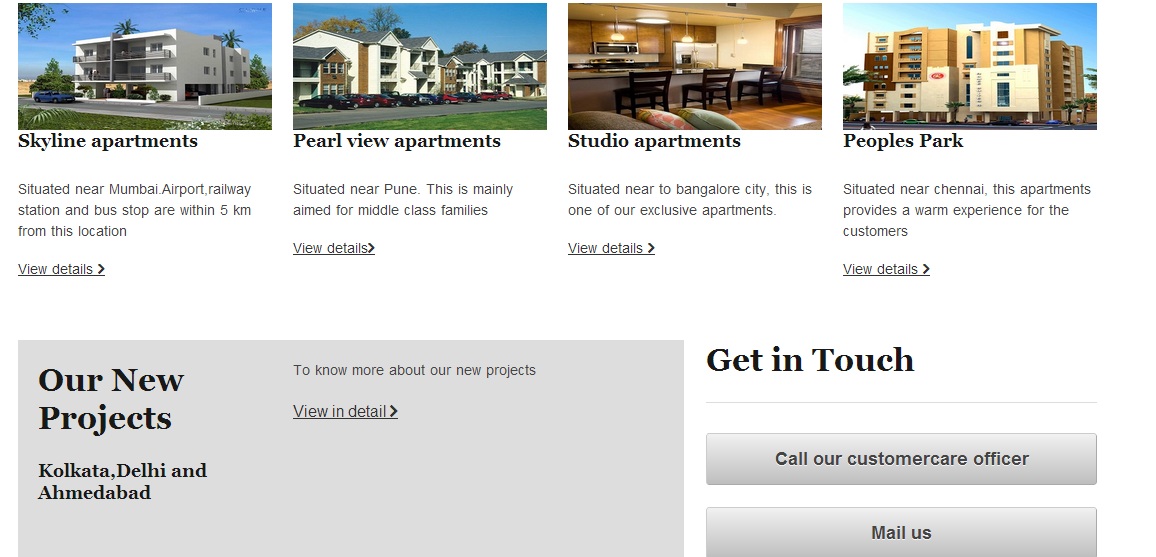 Skyline apartments
Situated near Mumbai.Airport,railway
station and bus stop are within 5 km
from this location
View details
Pearl view apartments
Situated near Pune. This is mainly
aimed for middle class families
View details
Studio apartments
Situated near to bangalore city, this is
one of our exclusive apartments.
View details
Peoples Park
Situated near chennai, this apartments
provides a warm experience for the
customers
View details
Our New
Projects
Kolkata,Delhi and
Ahmedabad
To know more about our new projects
View in detail
Get in Touch
Call our customercare officer
Mail us